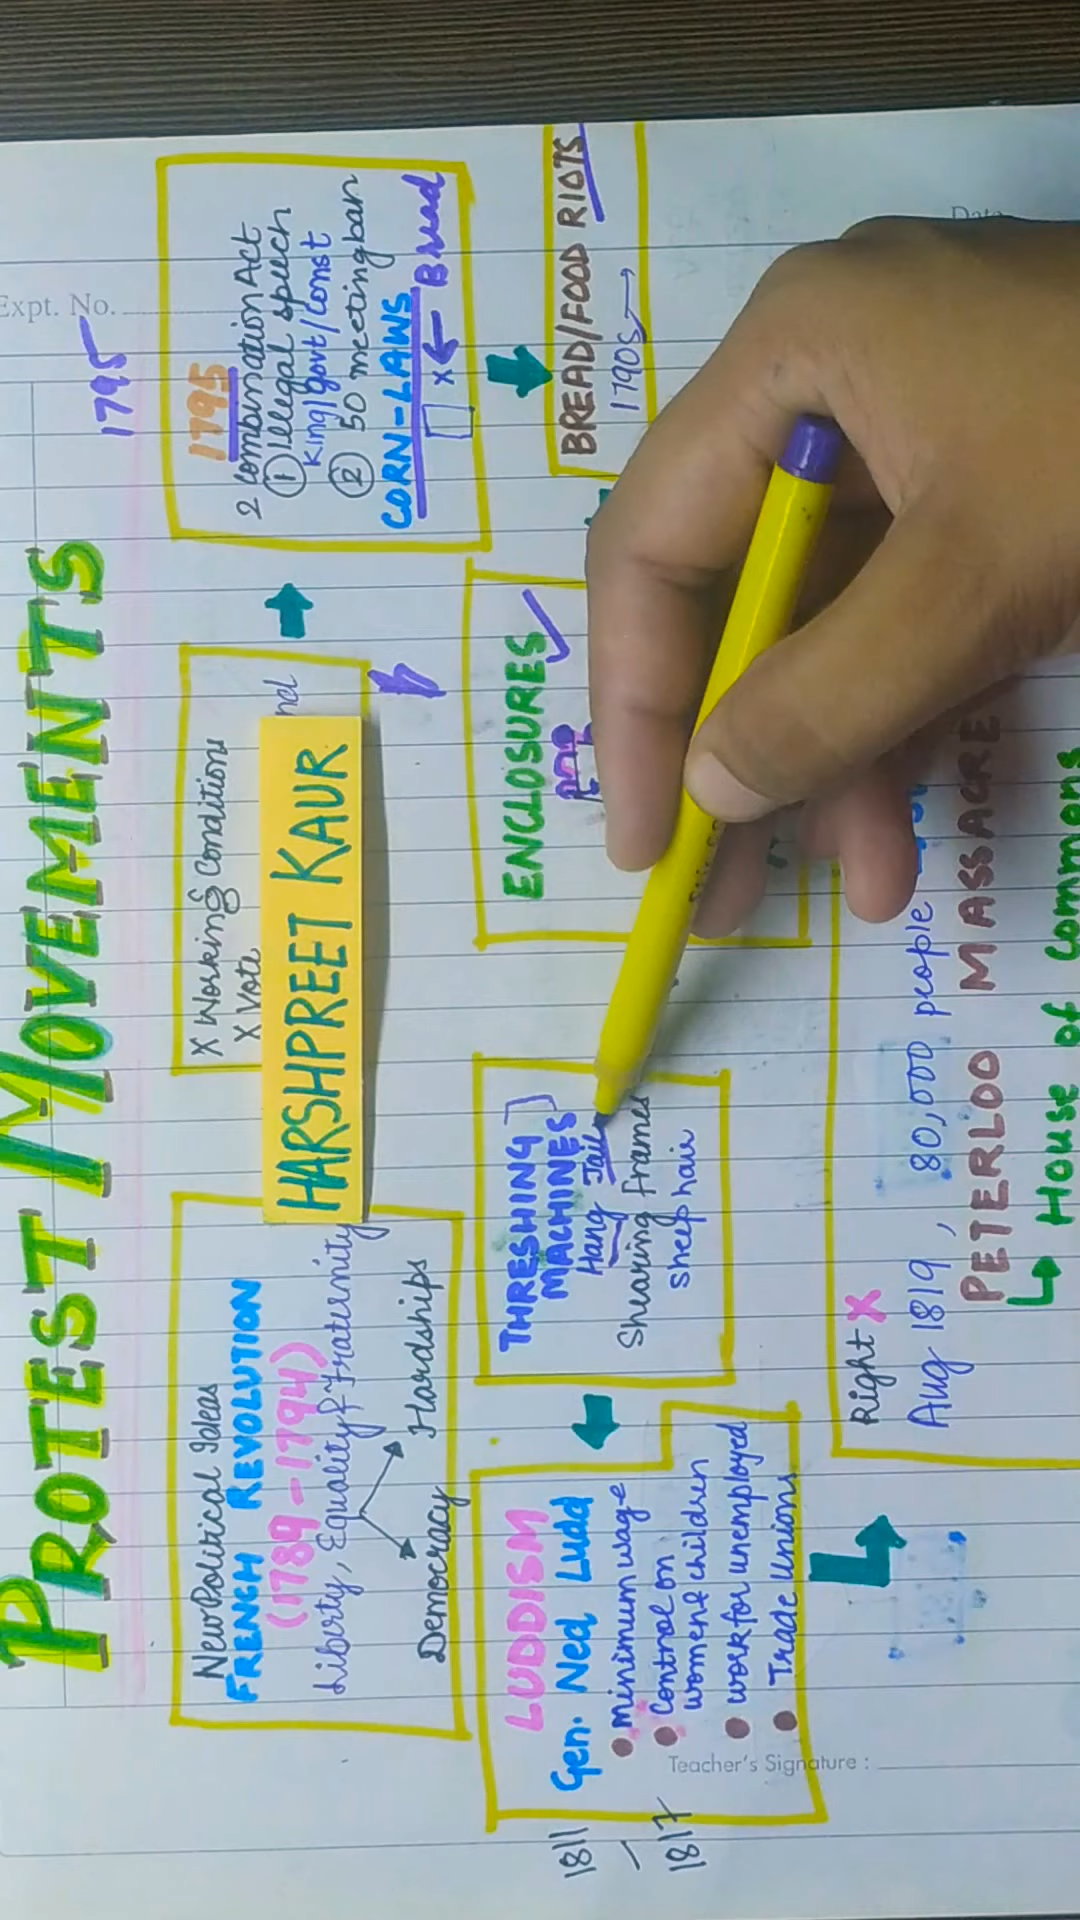 Expt. No.
Date
PROTEST MOVEMENTS
1795
New Political Ideas
FRENCH REVOLUTION
(1789-1794)
Liberty, Equality & Fraternity
Democracy
Hardships
X Working Conditions
X Vote
HARSHPREET KAUR
1795
2 Combination Act
① Illegal speech
King/Govt/Const
② 50 meeting ban
CORN-LAWS
x ← Bread
BREAD/FOOD RIOTS
1790s →
ENCLOSURES
THRESHING
MACHINES
Hang Jail
Shearing frames
sheep hair
LUDDISM
Gen. Ned Ludd
minimum wage
control on
women & children
work for unemployed
Trade Unions
1811
1817
Right X
Aug 1819, 80,000 people
PETERLOO MASSACRE
↳ House of Commons
Teacher's Signature :